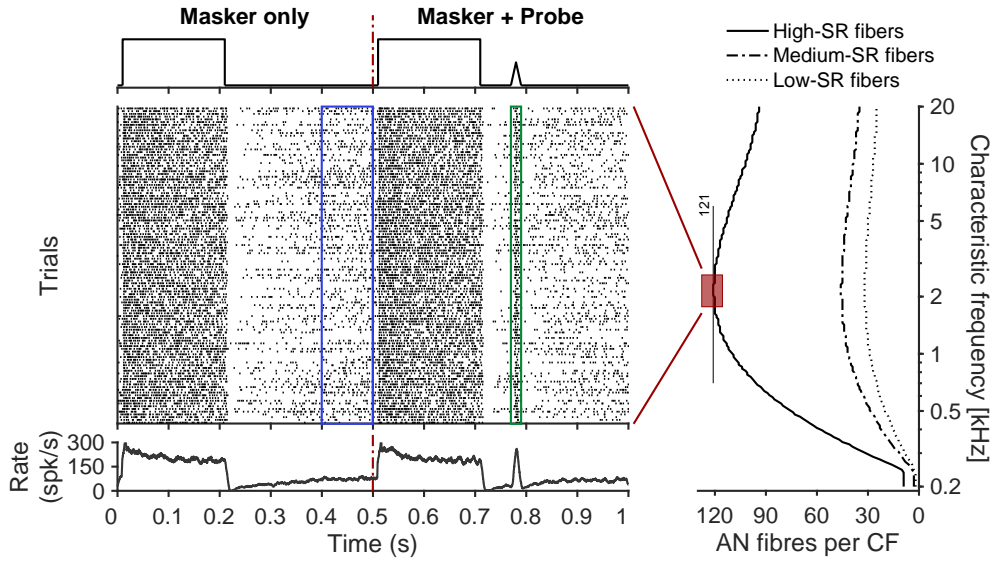 Masker only
Masker + Probe
High-SR fibers
Medium-SR fibers
Low-SR fibers
Trials
Rate
(spk/s)
300
150
0
0
0.1
0.2
0.3
0.4
0.5
0.6
0.7
0.8
0.9
1
Time (s)
121
20
10
5
2
1
0.5
0.2
Characteristic frequency [kHz]
120
90
60
30
0
AN fibres per CF